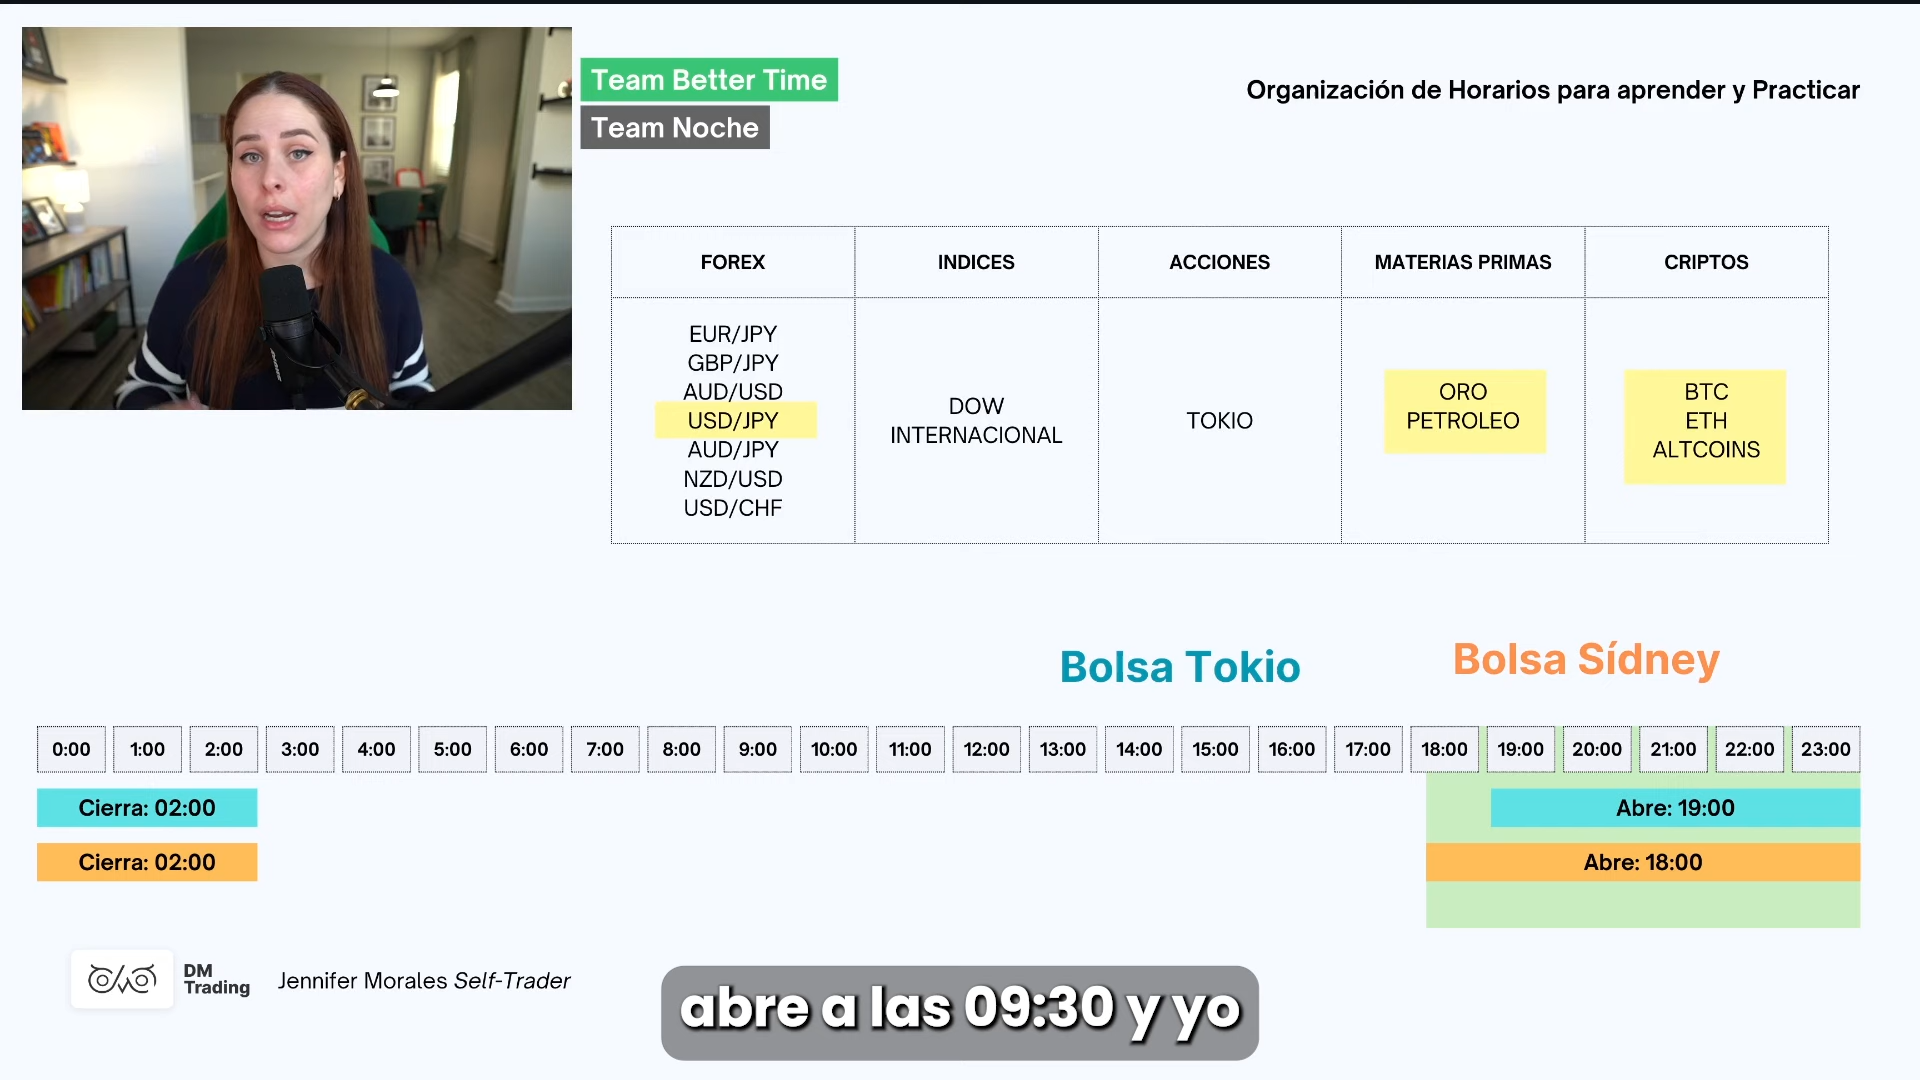 Team Better Time
Team Noche
Organización de Horarios para aprender y Practicar
FOREX
INDICES
ACCIONES
MATERIAS PRIMAS
CRIPTOS
EUR/JPY
GBP/JPY
AUD/USD
USD/JPY
AUD/JPY
NZD/USD
USD/CHF
DOW
INTERNACIONAL
TOKIO
ORO
PETROLEO
BTC
ETH
ALTCOINS
Bolsa Tokio
Bolsa Sídney
0:00 1:00 2:00 3:00 4:00 5:00 6:00 7:00 8:00 9:00 10:00 11:00 12:00 13:00 14:00 15:00 16:00 17:00 18:00 19:00 20:00 21:00 22:00 23:00
Cierra: 02:00
Abre: 19:00
Cierra: 02:00
Abre: 18:00
DM
Trading
Jennifer Morales Self-Trader
abre a las 09:30 y yo